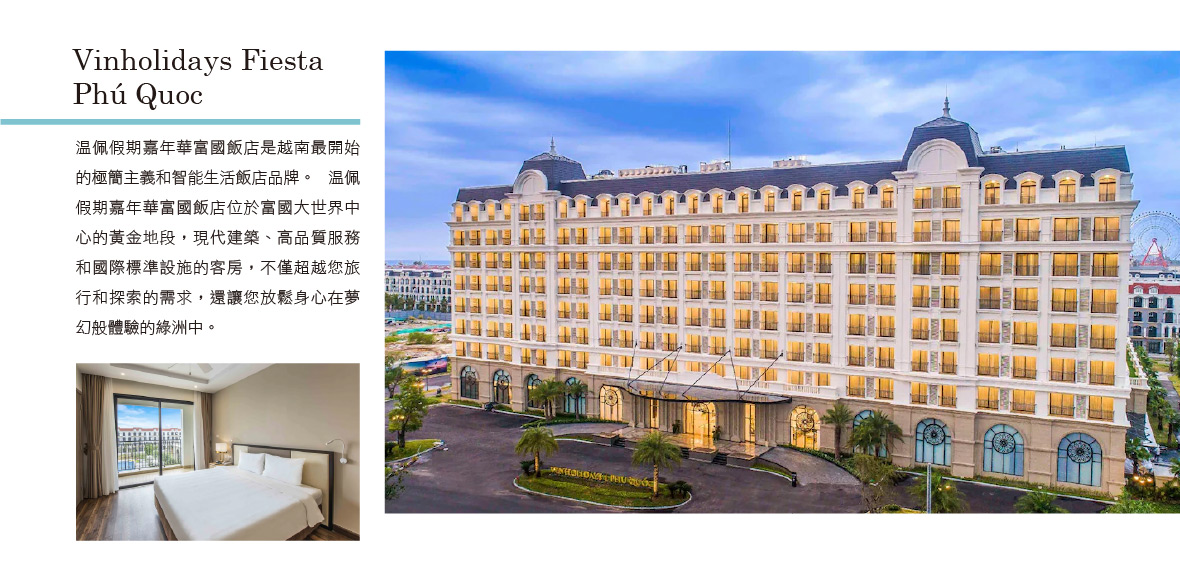 Vinholidays Fiesta
Phú Quoc
温佩假期嘉年華富國飯店是越南最開始
的極簡主義和智能生活飯店品牌。 温佩
假期嘉年華富國飯店位於富國大世界中
心的黃金地段，現代建築、高品質服務
和國際標準設施的客房，不僅超越您旅
行和探索的需求，還讓您放鬆身心在夢
幻般體驗的綠洲中。